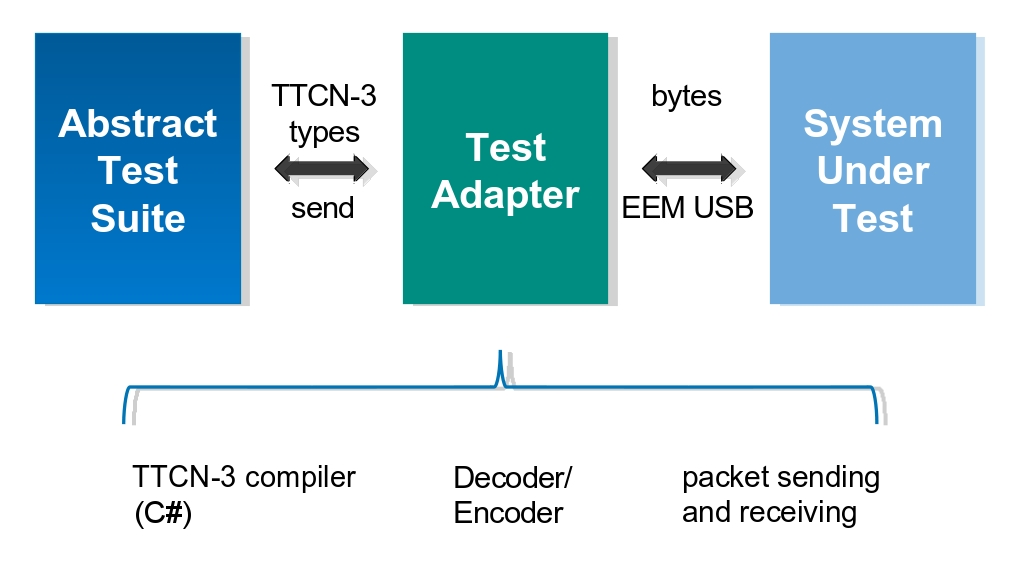 Abstract
Test
Suite
TTCN-3
types
send
Test
Adapter
bytes
EEM USB
System
Under
Test
TTCN-3 compiler
(C#)
Decoder/
Encoder
packet sending
and receiving